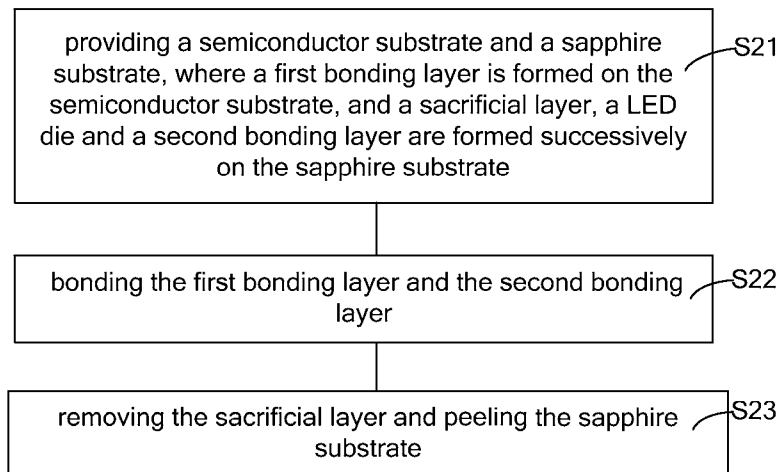 providing a semiconductor substrate and a sapphire
substrate, where a first bonding layer is formed on the
semiconductor substrate, and a sacrificial layer, a LED
die and a second bonding layer are formed successively
on the sapphire substrate
S21
bonding the first bonding layer and the second bonding
layer
S22
removing the sacrificial layer and peeling the sapphire
substrate
S23